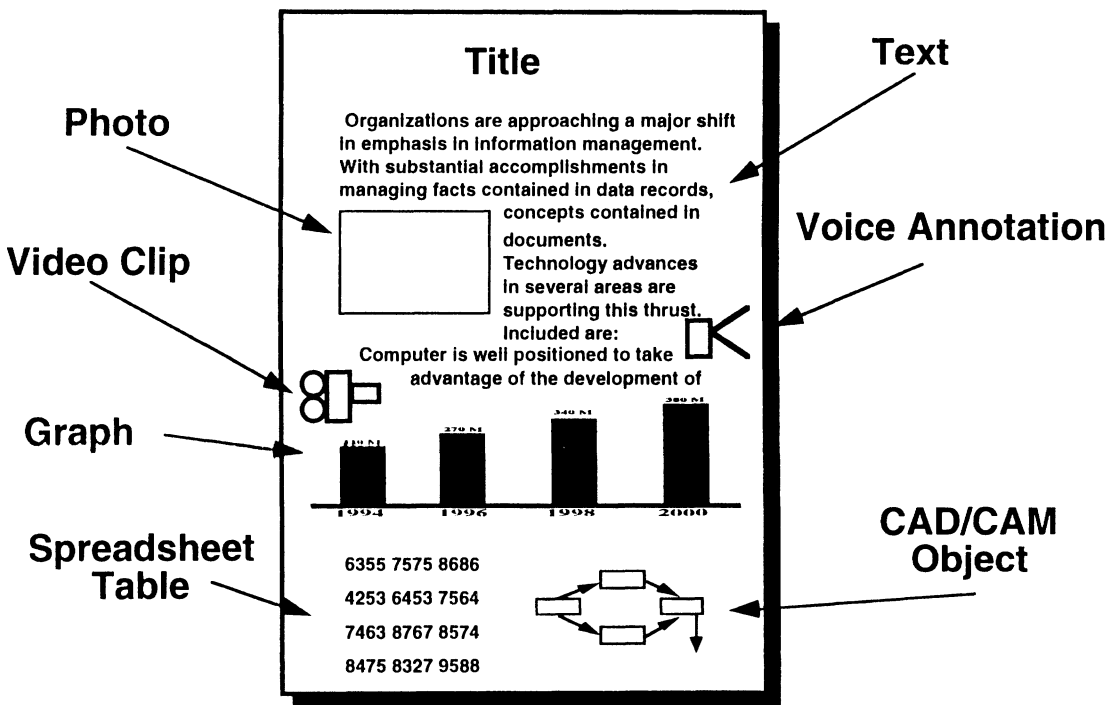 Title
Text
Photo
Organizations are approaching a major shift
in emphasis in information management.
With substantial accomplishments in
managing facts contained in data records,
concepts contained in
documents.
Technology advances
in several areas are
supporting this thrust.
Included are:
Computer is well positioned to take
advantage of the development of
Voice Annotation
Video Clip
Graph
270 M
340 M
380 M
1994 1996 1998 2000
Spreadsheet
Table
6355 7575 8686
4253 6453 7564
7463 8767 8574
8475 8327 9588
CAD/CAM
Object